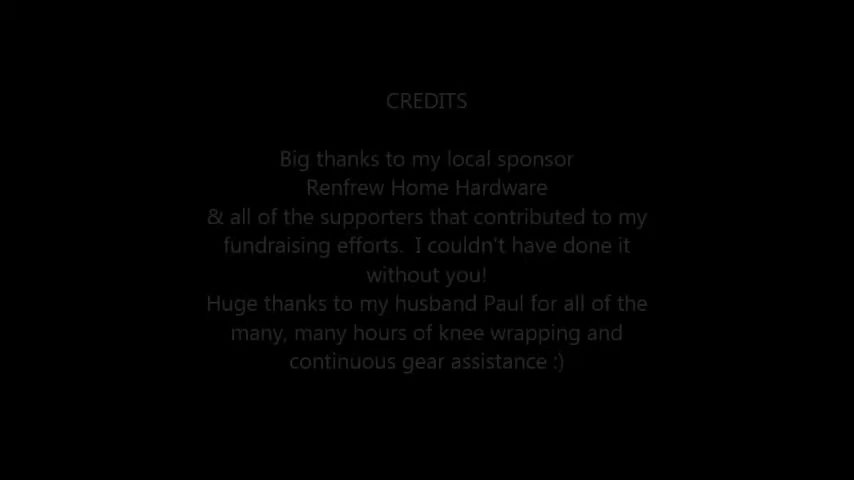 CREDITS
Big thanks to my local sponsor
Renfrew Home Hardware
& all of the supporters that contributed to my
fundraising efforts.  I couldn't have done it
without you!
Huge thanks to my husband Paul for all of the
many, many hours of knee wrapping and
continuous gear assistance :)